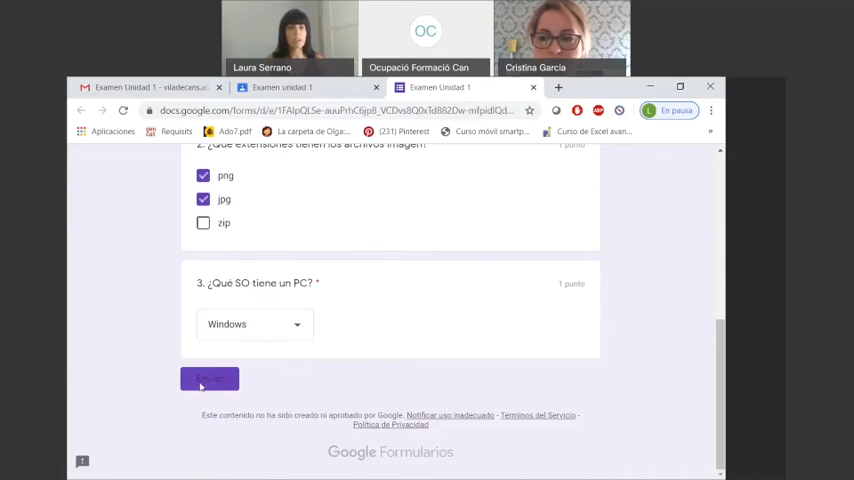 OC
Laura Serrano
Ocupació Formació Can
Cristina Garcia
Examen Unidad 1 - viladecans.al
Examen unidad 1
Examen Unidad 1
docs.google.com/forms/d/e/1FAIpQLSe-auuPrhC6jp8_VCDvs8Q0xTd882Dw-mfpidlQd...
L En pausa
Aplicaciones
Requisits
Ado7.pdf
La carpeta de Olga:...
(231) Pinterest
Curso móvil smartp...
Curso de Excel avan...
2. ¿Qué extensiones tienen los archivos imagen?
1 punto
png
jpg
zip
3. ¿Qué SO tiene un PC? *
1 punto
Windows
Enviar
Este contenido no ha sido creado ni aprobado por Google. Notificar uso inadecuado - Términos del Servicio -
Política de Privacidad
Google Formularios